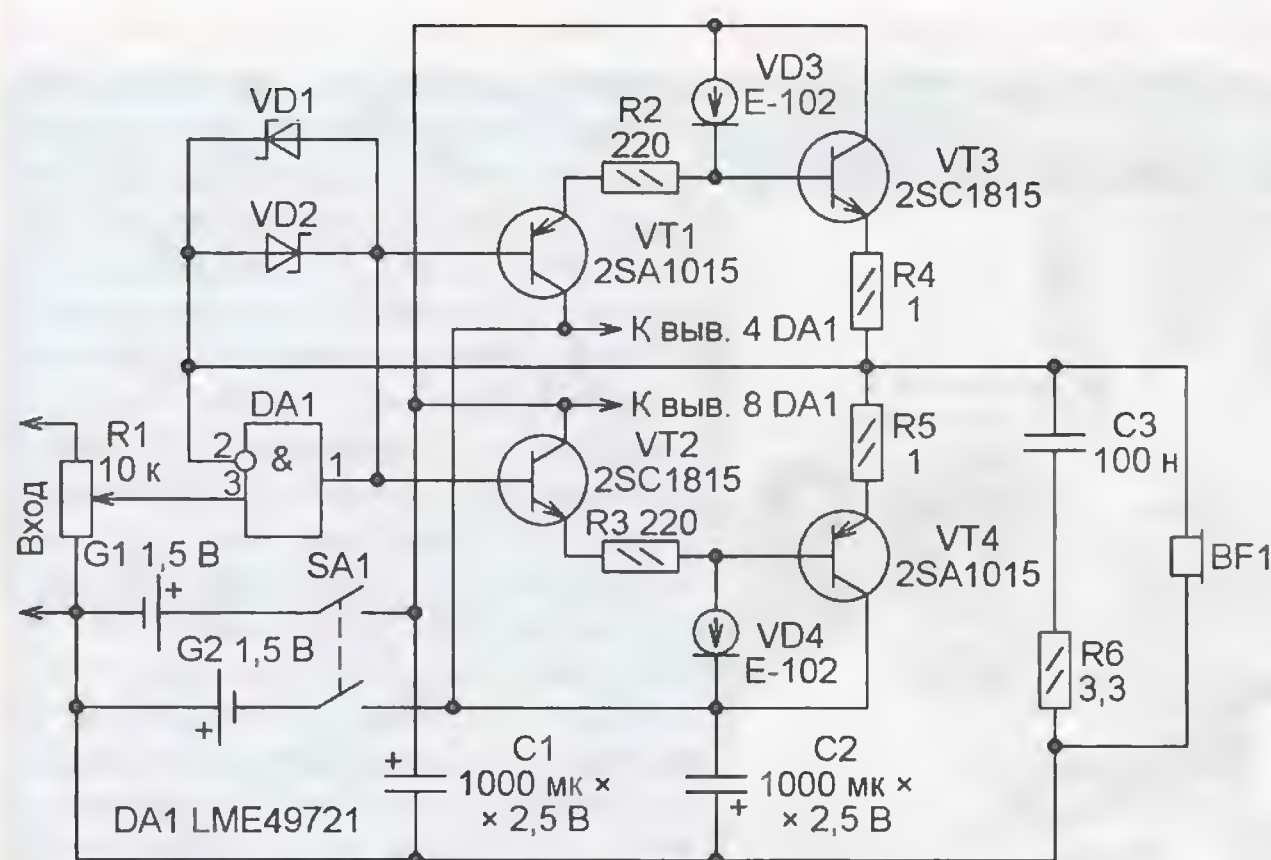 VD1
VD2
R2
220
VD3
E-102
VT3
2SC1815
VT1
2SA1015
R4
1
К выв. 4 DA1
DA1
&
2
3
1
R1
10 к
Вход
К выв. 8 DA1
VT2
2SC1815
R3 220
R5
1
C3
100 н
VT4
2SA1015
BF1
G1 1,5 В
+
SA1
G2 1,5 В
+
VD4
E-102
R6
3,3
+
C1
1000 мк ×
× 2,5 В
+
C2
1000 мк ×
× 2,5 В
DA1 LME49721